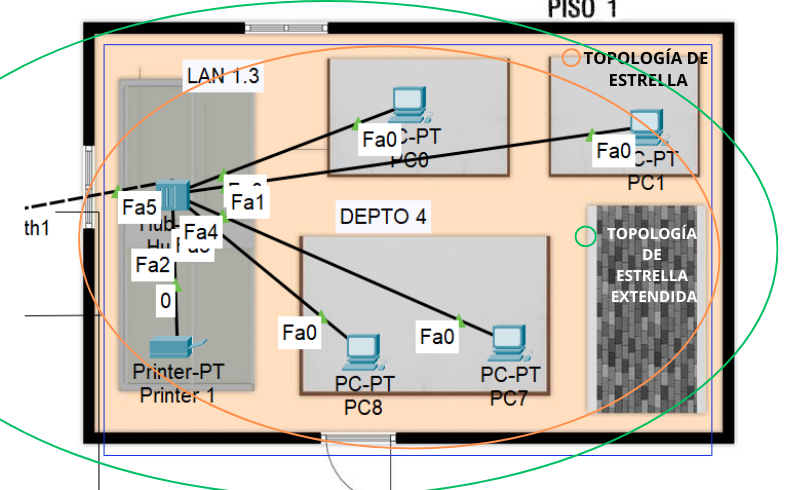 PISO 1
TOPOLOGÍA DE
ESTRELLA
LAN 1.3
Fa0
C-PT
PC0
Fa0
C-PT
PC1
Fa5
Fa1
th1
Hub-
Hu
Fa4
DEPTO 4
TOPOLOGÍA
DE
ESTRELLA
EXTENDIDA
Fa2
0
Fa0
Fa0
Printer-PT
Printer 1
PC-PT
PC8
PC-PT
PC7